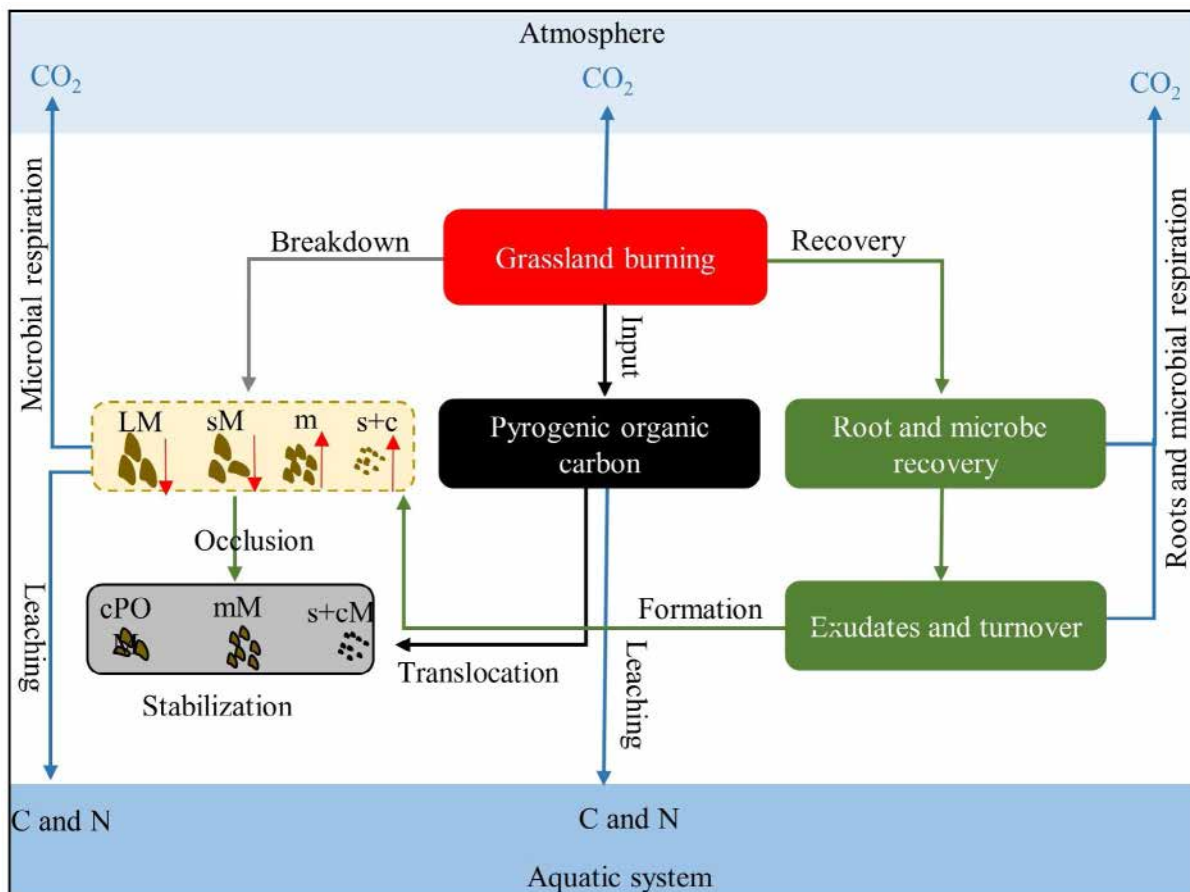 Atmosphere
CO₂
CO₂
CO₂
Microbial respiration
Breakdown
Grassland burning
Recovery
Roots and microbial respiration
Input
LM
sM
m
s+c
Pyrogenic organic
carbon
Root and microbe
recovery
Occlusion
Leaching
cPO
M
mM
s+cM
Formation
Exudates and turnover
Translocation
Leaching
Stabilization
C and N
C and N
Aquatic system